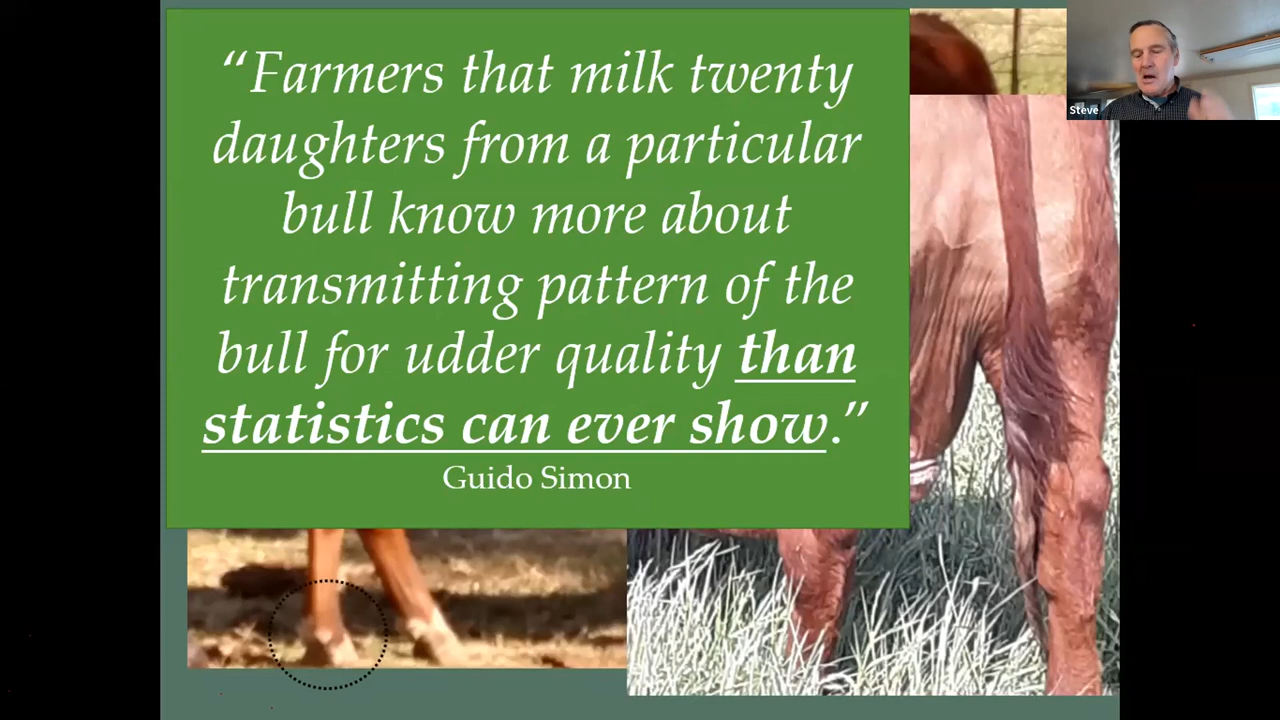 “Farmers that milk twenty
daughters from a particular
bull know more about
transmitting pattern of the
bull for udder quality than
statistics can ever show.”
Guido Simon
Steve